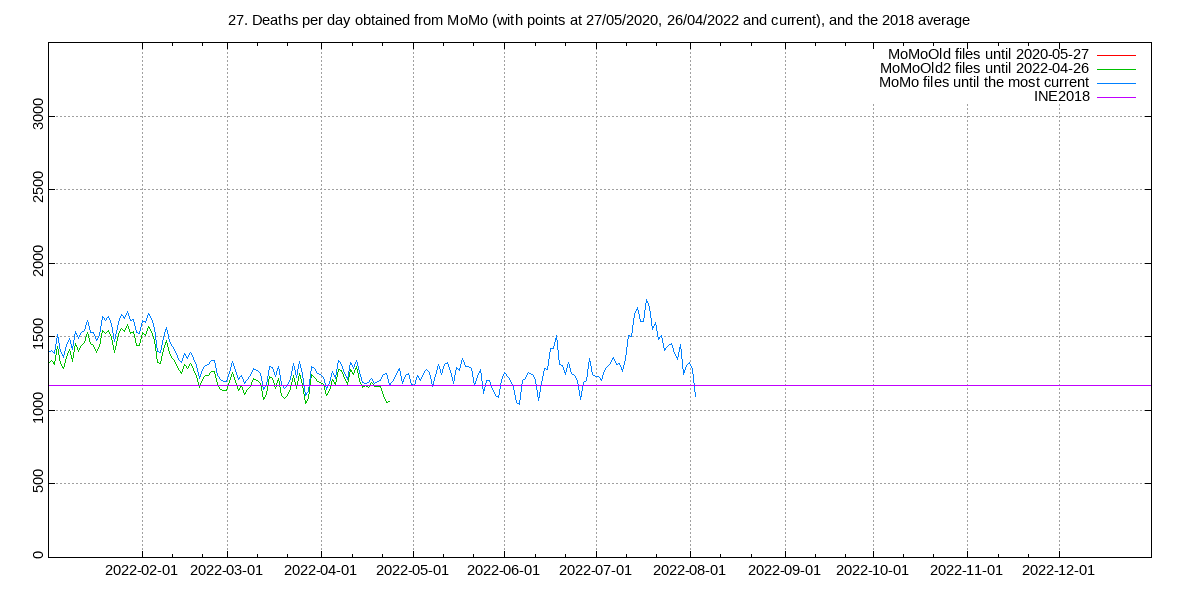 27. Deaths per day obtained from MoMo (with points at 27/05/2020, 26/04/2022 and current), and the 2018 average
MoMoOld files until 2020-05-27
MoMoOld2 files until 2022-04-26
MoMo files until the most current
INE2018
3000
2500
2000
1500
1000
500
0
2022-02-01 2022-03-01 2022-04-01 2022-05-01 2022-06-01 2022-07-01 2022-08-01 2022-09-01 2022-10-01 2022-11-01 2022-12-01